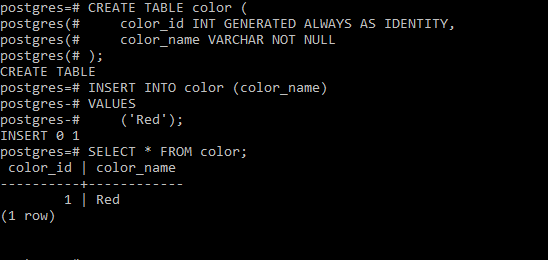 postgres=# CREATE TABLE color (
postgres(#     color_id INT GENERATED ALWAYS AS IDENTITY,
postgres(#     color_name VARCHAR NOT NULL
postgres(# );
CREATE TABLE
postgres=# INSERT INTO color (color_name)
postgres-# VALUES
postgres-#     ('Red');
INSERT 0 1
postgres=# SELECT * FROM color;
 color_id | color_name
----------+------------
        1 | Red
(1 row)